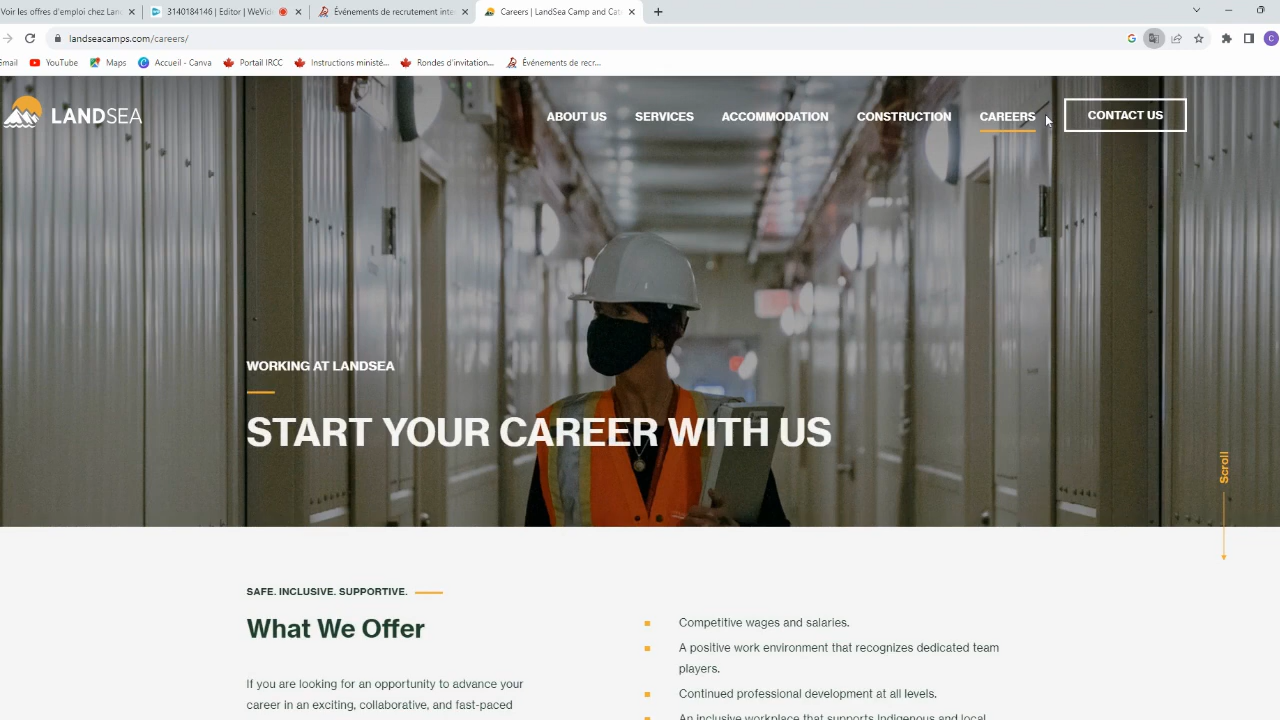 Voir les offres d'emploi chez Lan
3140184146 | Editor | WeVid
Événements de recrutement inte
Careers | LandSea Camp and Cat
landseacamps.com/careers/
Gmail
YouTube
Maps
Accueil - Canva
Portail IRCC
Instructions ministé...
Rondes d'invitation...
Événements de recr...
C
LANDSEA
ABOUT US
SERVICES
ACCOMMODATION
CONSTRUCTION
CAREERS
CONTACT US
WORKING AT LANDSEA
START YOUR CAREER WITH US
Scroll
SAFE. INCLUSIVE. SUPPORTIVE.
What We Offer
If you are looking for an opportunity to advance your
career in an exciting, collaborative, and fast-paced
Competitive wages and salaries.
A positive work environment that recognizes dedicated team
players.
Continued professional development at all levels.
An inclusive workplace that supports Indigenous and local